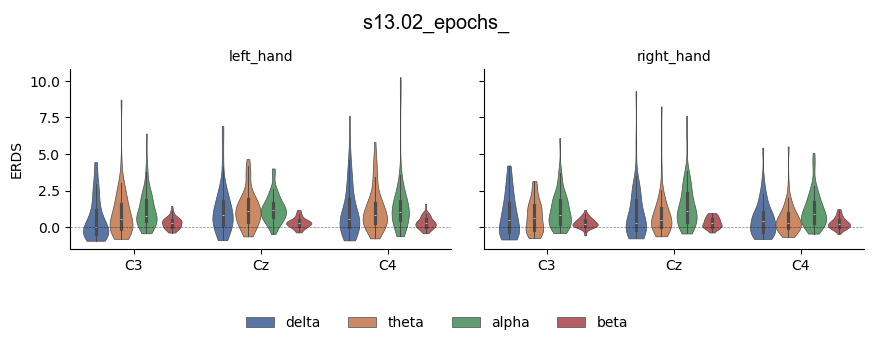 s13.02_epochs_
left_hand
right_hand
ERDS
10.0
7.5
5.0
2.5
0.0
C3
Cz
C4
C3
Cz
C4
delta
theta
alpha
beta